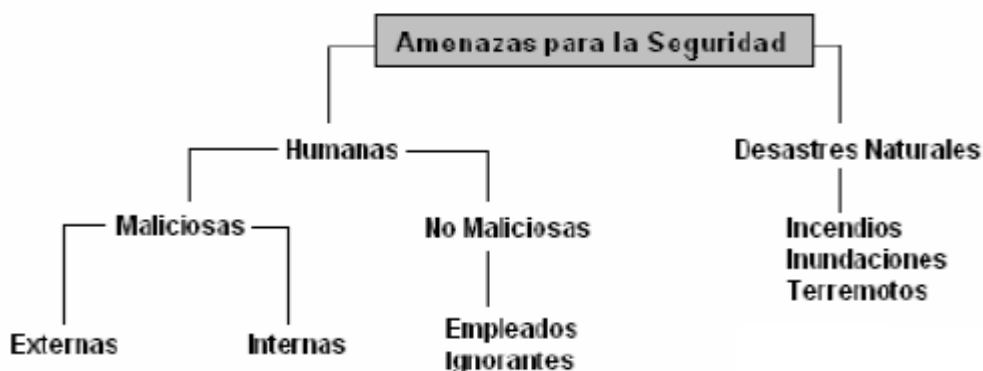 Amenazas para la Seguridad
Humanas
Desastres Naturales
Maliciosas
No Maliciosas
Incendios
Inundaciones
Terremotos
Externas
Internas
Empleados
Ignorantes